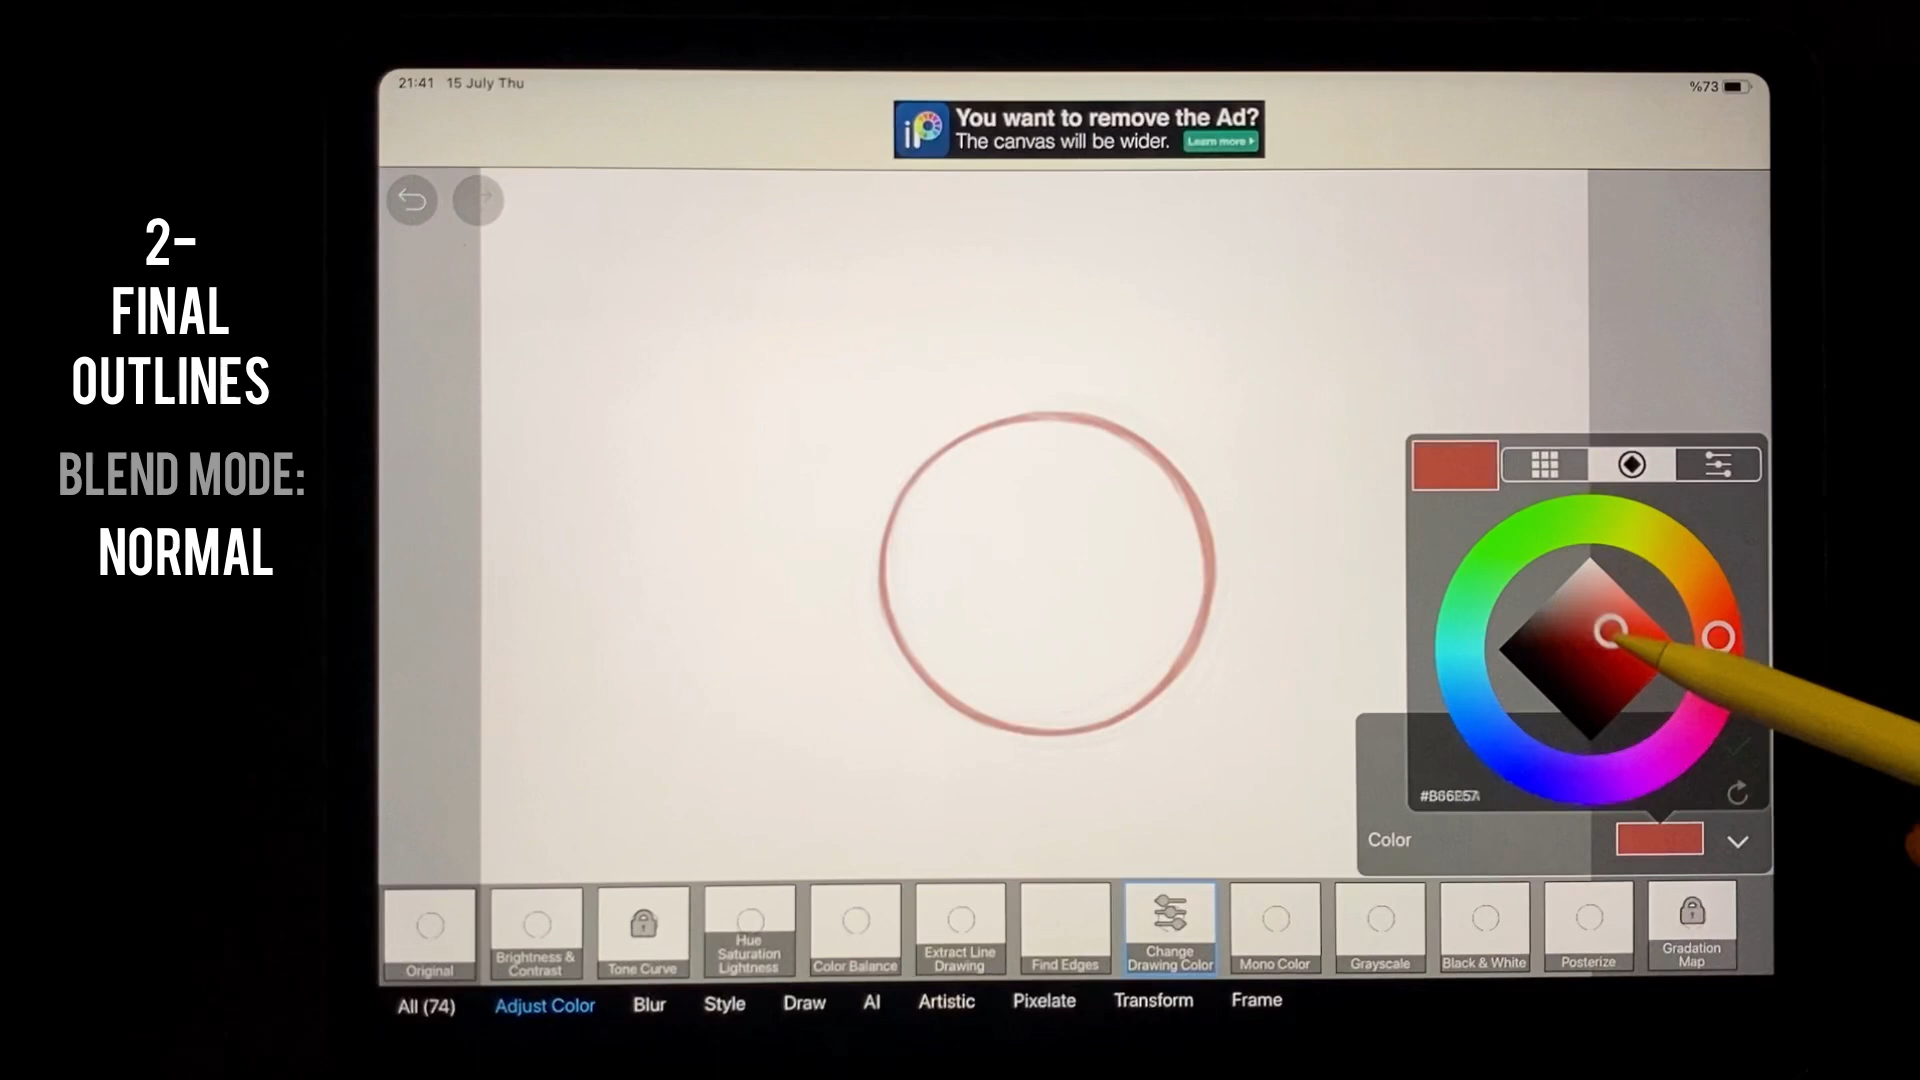 2-
FINAL
OUTLINES
BLEND MODE:
NORMAL
21:41 15 July Thu
%73
iP
You want to remove the Ad?
The canvas will be wider. Learn more
Color
Original
Brightness &
Contrast
Tone Curve
Hue
Saturation
Lightness
Color Balance
Extract Line
Drawing
Find Edges
Change
Drawing Color
Mono Color
Grayscale
Black & White
Posterize
Gradation
Map
All (74) Adjust Color Blur Style Draw AI Artistic Pixelate Transform Frame